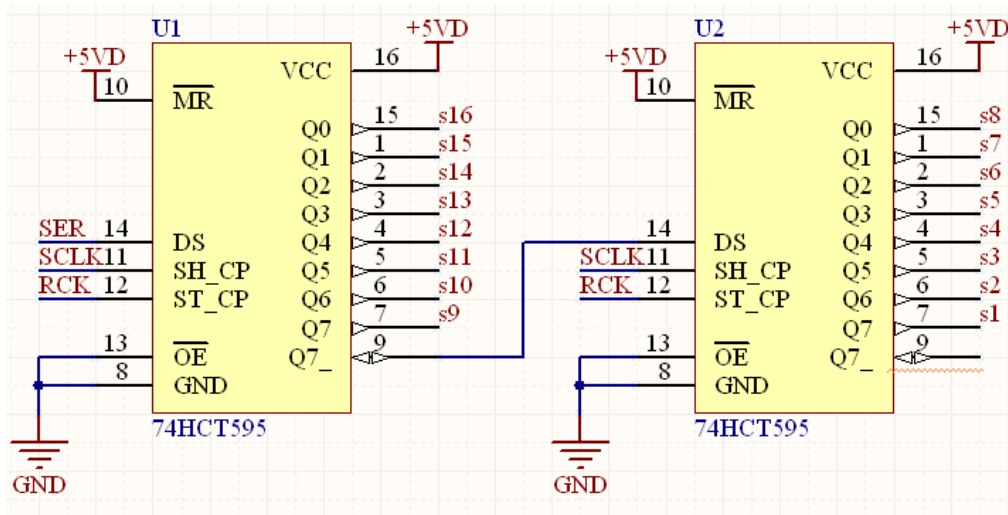 U1
+5VD
10
MR
VCC
16
+5VD
Q0
15
s16
Q1
1
s15
Q2
2
s14
Q3
3
s13
SER
14
DS
Q4
4
s12
SCLK
11
SH_CP
Q5
5
s11
RCK
12
ST_CP
Q6
6
s10
Q7
7
s9
13
OE
Q7_
9
8
GND
74HCT595
GND
U2
+5VD
10
MR
VCC
16
+5VD
Q0
15
s8
Q1
1
s7
Q2
2
s6
Q3
3
s5
14
DS
Q4
4
s4
SCLK
11
SH_CP
Q5
5
s3
RCK
12
ST_CP
Q6
6
s2
Q7
7
s1
13
OE
Q7_
9
8
GND
74HCT595
GND